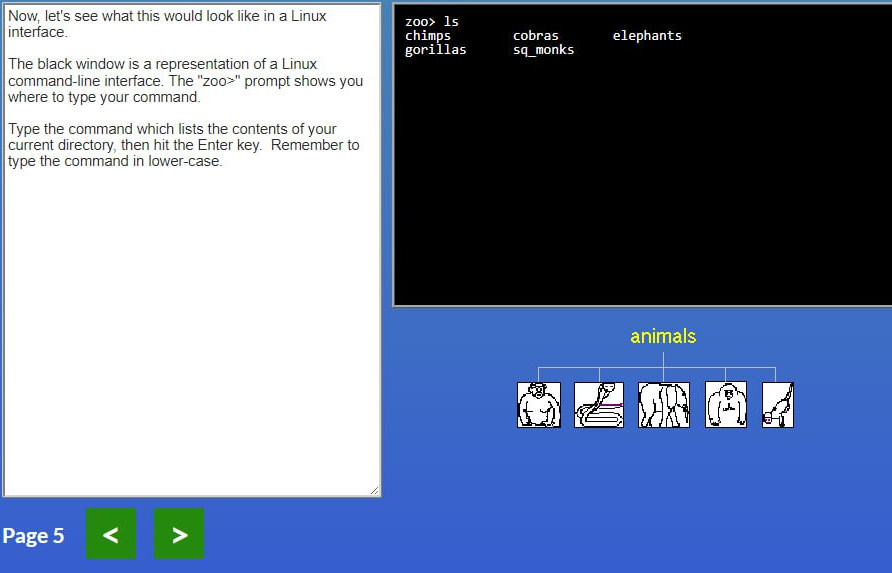 Now, let's see what this would look like in a Linux
interface.
The black window is a representation of a Linux
command-line interface. The "zoo>" prompt shows you
where to type your command.
Type the command which lists the contents of your
current directory, then hit the Enter key.  Remember to
type the command in lower-case.
zoo> ls
chimps cobras elephants
gorillas sq_monks
animals
Page 5 < >